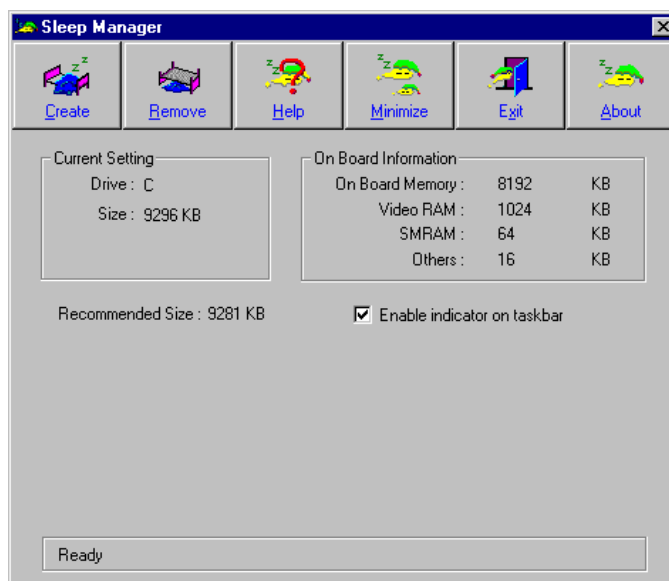 Sleep Manager
Create Remove Help Minimize Exit About
Current Setting
Drive : C
Size : 9296 KB
On Board Information
On Board Memory : 8192 KB
Video RAM : 1024 KB
SMRAM : 64 KB
Others : 16 KB
Recommended Size : 9281 KB
Enable indicator on taskbar
Ready